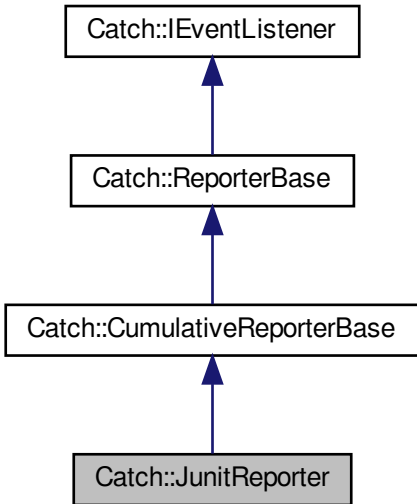 Catch::IEventListener
Catch::ReporterBase
Catch::CumulativeReporterBase
Catch::JunitReporter